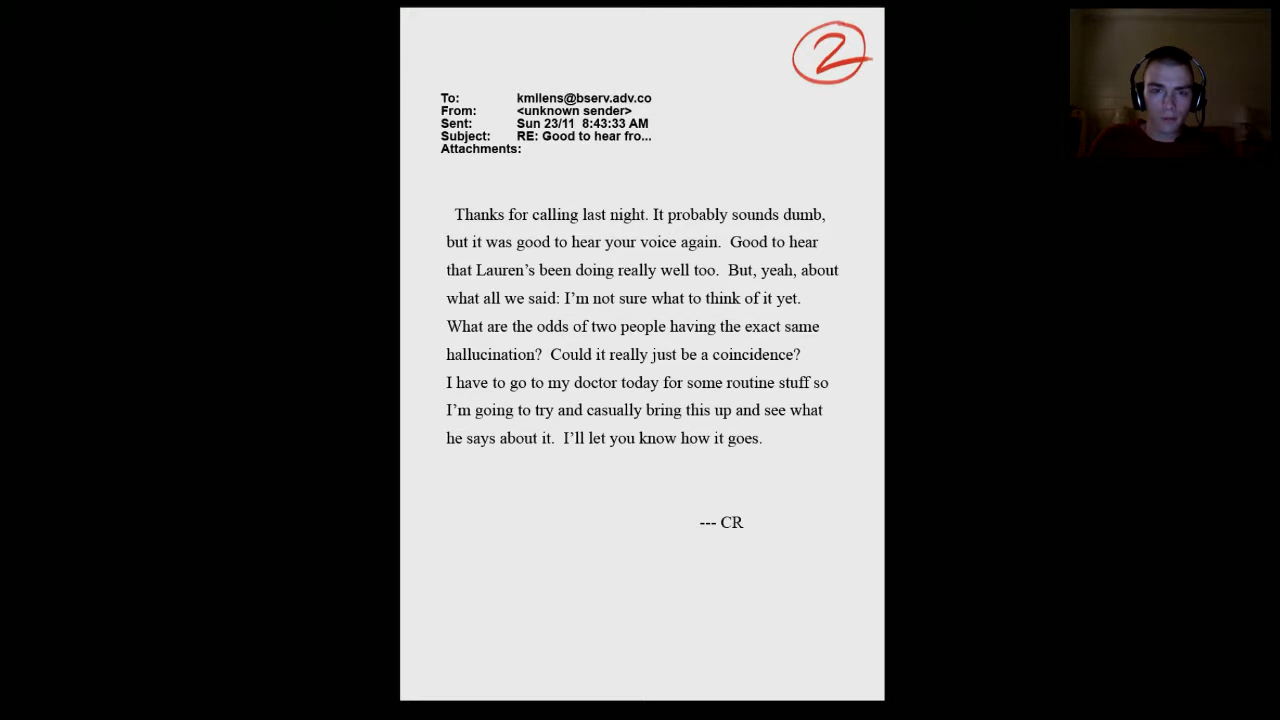 2
To: kmllens@bserv.adv.co
From: <unknown sender>
Sent: Sun 23/11 8:43:33 AM
Subject: RE: Good to hear fro...
Attachments:
Thanks for calling last night. It probably sounds dumb,
but it was good to hear your voice again. Good to hear
that Lauren’s been doing really well too. But, yeah, about
what all we said: I’m not sure what to think of it yet.
What are the odds of two people having the exact same
hallucination? Could it really just be a coincidence?
I have to go to my doctor today for some routine stuff so
I’m going to try and casually bring this up and see what
he says about it. I’ll let you know how it goes.
--- CR